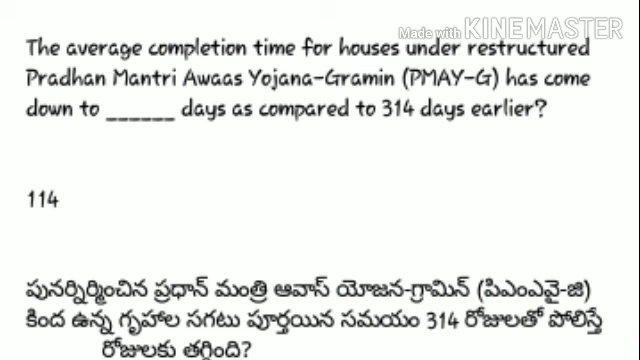 Made with KINEMASTER
The average completion time for houses under restructured
Pradhan Mantri Awaas Yojana-Gramin (PMAY-G) has come
down to ______ days as compared to 314 days earlier?
114
పునర్నిర్మించిన ప్రధాన్ మంత్రి ఆవాస్ యోజన-గ్రామిన్ (పిఎంఎవై-జి)
కింద ఉన్న గృహాల సగటు పూర్తయిన సమయం 314 రోజులతో పోలిస్తే
రోజులకు తగ్గింది?